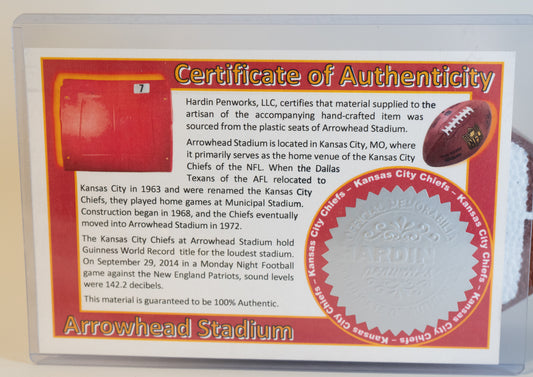 Certificate of Authenticity
7
Hardin Penworks, LLC, certifies that material supplied to the
artisan of the accompanying hand-crafted item was
sourced from the plastic seats of Arrowhead Stadium.
Arrowhead Stadium is located in Kansas City, MO, where
it primarily serves as the home venue of the Kansas City
Chiefs of the NFL. When the Dallas
Texans of the AFL relocated to
Kansas City in 1963 and were renamed the Kansas City
Chiefs, they played home games at Municipal Stadium.
Construction began in 1968, and the Chiefs eventually
moved into Arrowhead Stadium in 1972.
The Kansas City Chiefs at Arrowhead Stadium hold
Guinness World Record title for the loudest stadium.
On September 29, 2014 in a Monday Night Football
game against the New England Patriots, sound levels
were 142.2 decibels.
This material is guaranteed to be 100% Authentic.
Kansas City Chiefs – Kansas City Chiefs – Kansas City Chiefs – Kansas City Chiefs – Kansas City Chiefs –
Arrowhead Stadium